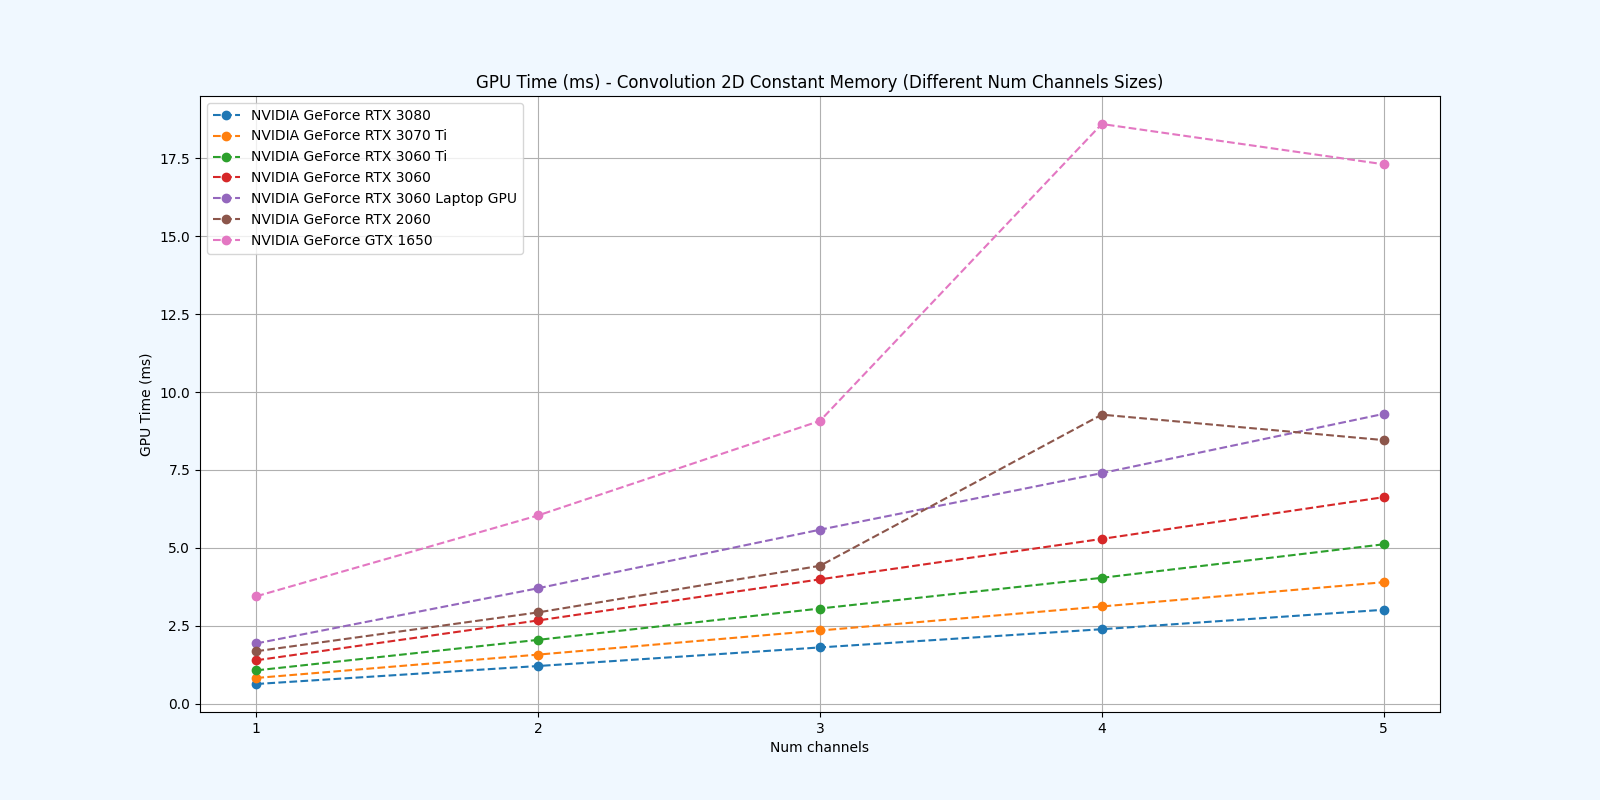 GPU Time (ms) - Convolution 2D Constant Memory (Different Num Channels Sizes)
NVIDIA GeForce RTX 3080
NVIDIA GeForce RTX 3070 Ti
NVIDIA GeForce RTX 3060 Ti
NVIDIA GeForce RTX 3060
NVIDIA GeForce RTX 3060 Laptop GPU
NVIDIA GeForce RTX 2060
NVIDIA GeForce GTX 1650
GPU Time (ms)
17.5
15.0
12.5
10.0
7.5
5.0
2.5
0.0
1 2 3 4 5
Num channels